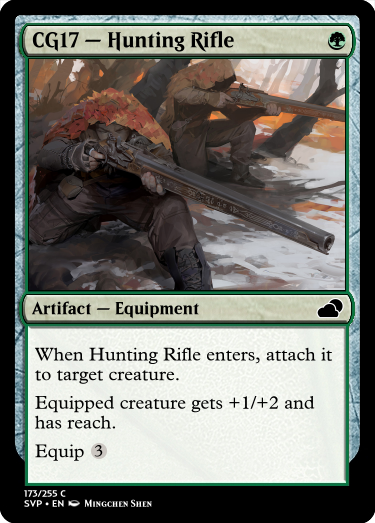 CG17 — Hunting Rifle
Artifact — Equipment
When Hunting Rifle enters, attach it
to target creature.
Equipped creature gets +1/+2 and
has reach.
Equip 3
173/255 C
SVP • EN Mingchen Shen